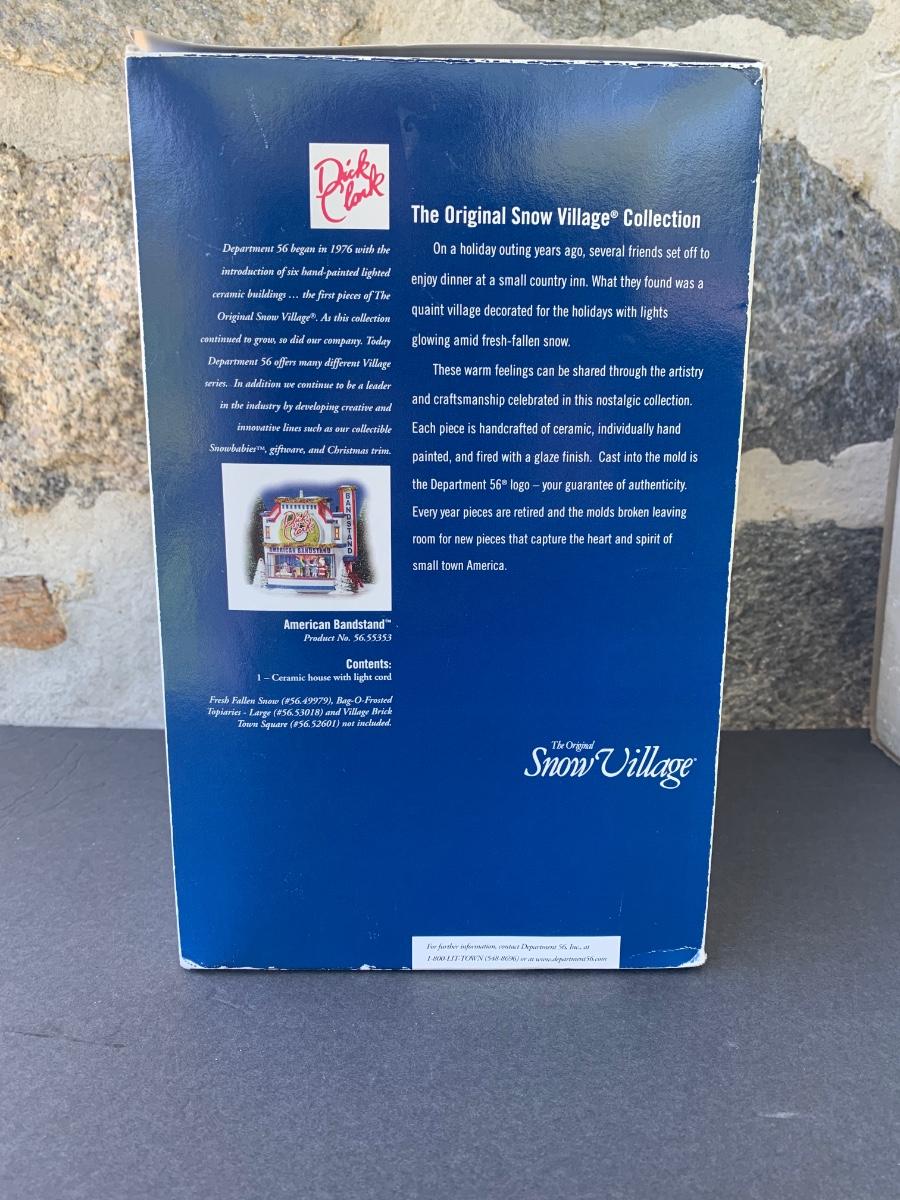 Dick
Clark
Department 56 began in 1976 with the
introduction of six hand-painted lighted
ceramic buildings … the first pieces of The
Original Snow Village®. As this collection
continued to grow, so did our company. Today
Department 56 offers many different Village
series. In addition we continue to be a leader
in the industry by developing creative and
innovative lines such as our collectible
Snowbabies™, giftware, and Christmas trim.
Dick
Clark's
AMERICAN BANDSTAND
BANDSTAND
American Bandstand™
Product No. 56.55353
Contents:
1 – Ceramic house with light cord
Fresh Fallen Snow (#56.49979), Bag-O-Frosted
Topiaries - Large (#56.53018) and Village Brick
Town Square (#56.52601) not included.
The Original Snow Village® Collection
On a holiday outing years ago, several friends set off to
enjoy dinner at a small country inn. What they found was a
quaint village decorated for the holidays with lights
glowing amid fresh-fallen snow.
These warm feelings can be shared through the artistry
and craftsmanship celebrated in this nostalgic collection.
Each piece is handcrafted of ceramic, individually hand
painted, and fired with a glaze finish. Cast into the mold is
the Department 56® logo – your guarantee of authenticity.
Every year pieces are retired and the molds broken leaving
room for new pieces that capture the heart and spirit of
small town America.
The Original
Snow Village™
For further information, contact Department 56, Inc., at
1-800-LIT-TOWN (548-8696) or at www.department56.com